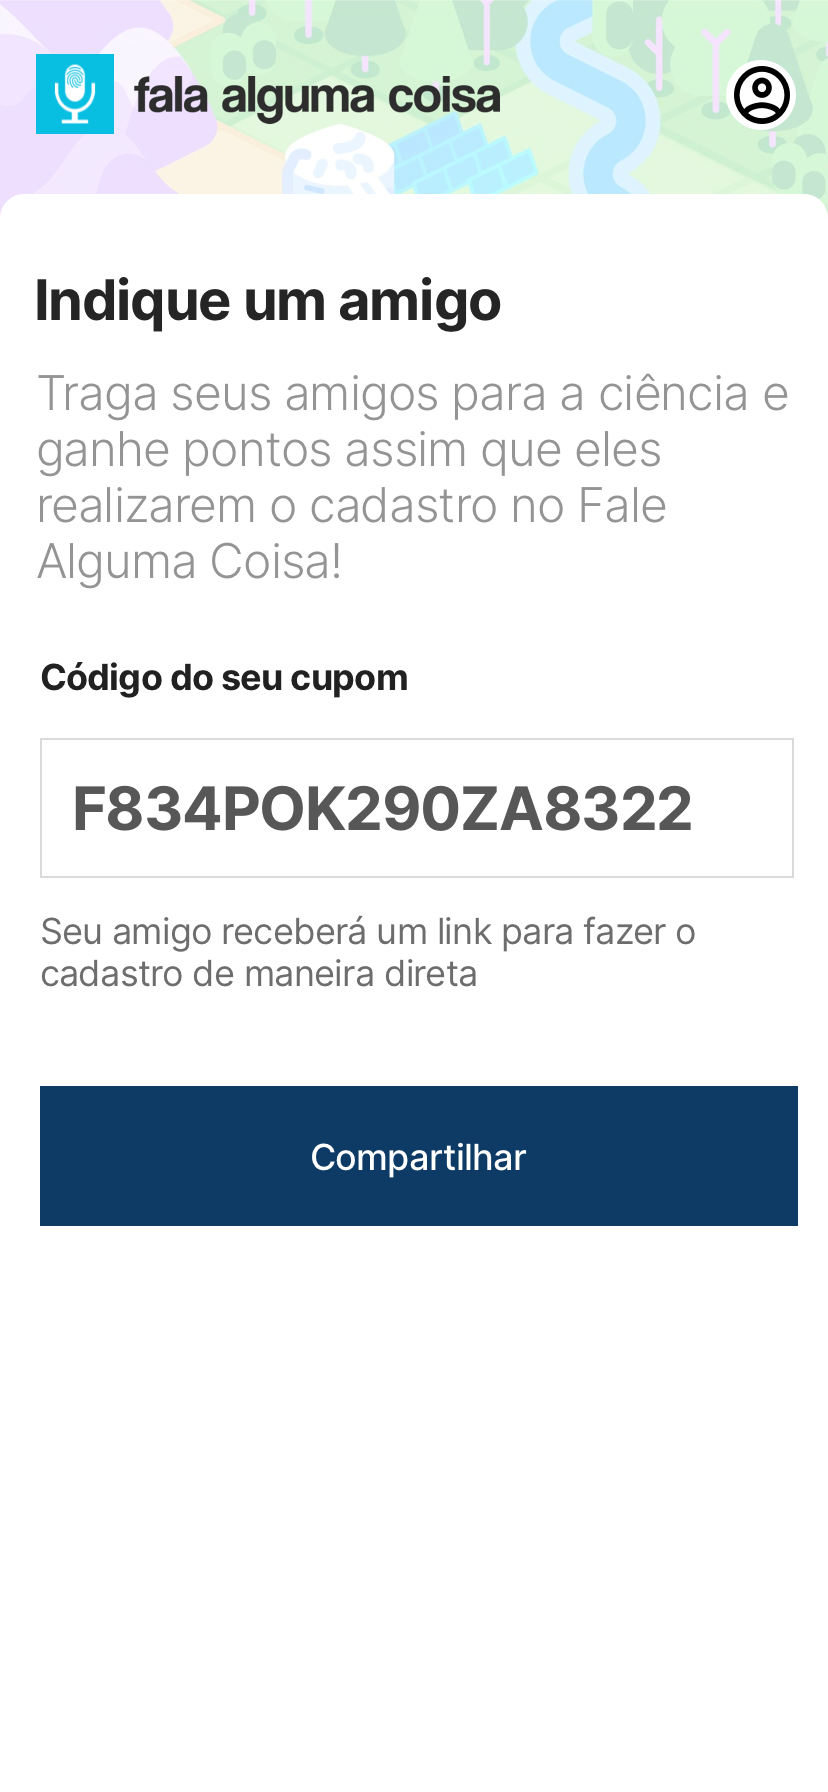 fala alguma coisa
Indique um amigo
Traga seus amigos para a ciência e
ganhe pontos assim que eles
realizarem o cadastro no Fale
Alguma Coisa!
Código do seu cupom
F834POK290ZA8322
Seu amigo receberá um link para fazer o
cadastro de maneira direta
Compartilhar